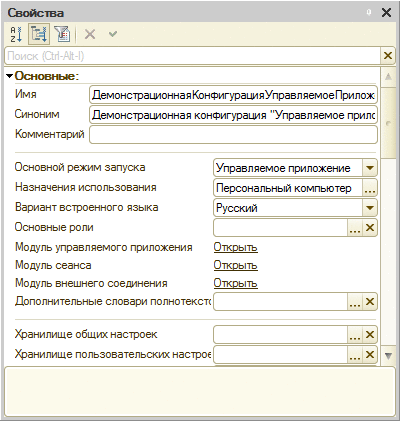 Свойства
Поиск (Ctrl-Alt-I)
Основные:
Имя ДемонстрационнаяКонфигурацияУправляемоеПрилож
Синоним Демонстрационная конфигурация "Управляемое прило
Комментарий
Основной режим запуска Управляемое приложение
Назначения использования Персональный компьютер ...
Вариант встроенного языка Русский
Основные роли ...
Модуль управляемого приложения Открыть
Модуль сеанса Открыть
Модуль внешнего соединения Открыть
Дополнительные словари полнотексто ...
Хранилище общих настроек ...
Хранилище пользовательских настрое ...